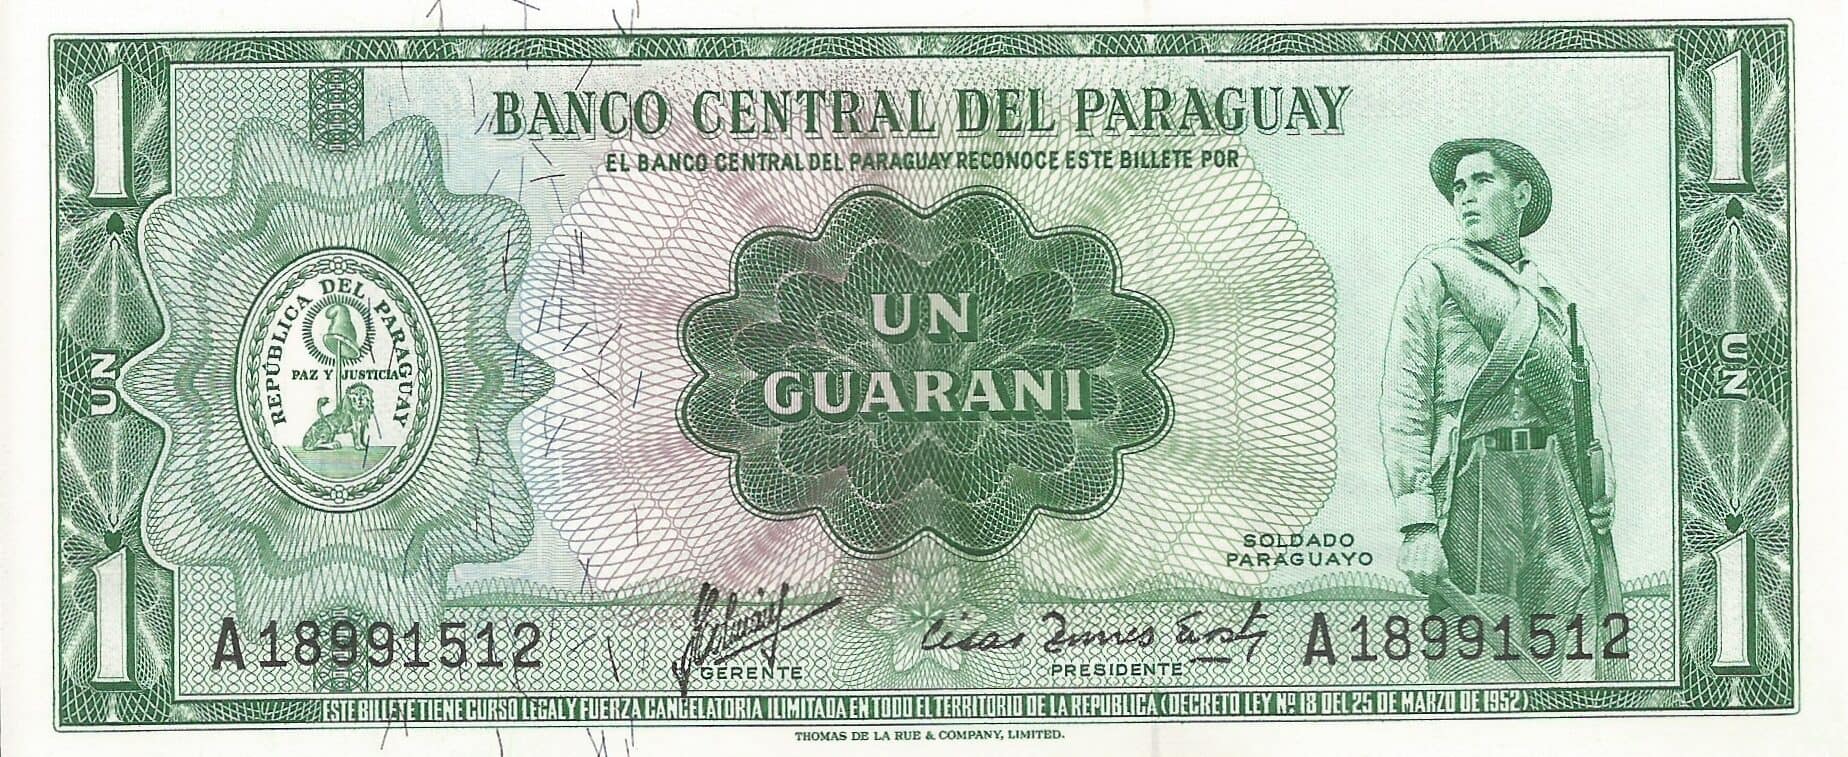 1
1
BANCO CENTRAL DEL PARAGUAY
EL BANCO CENTRAL DEL PARAGUAY RECONOCE ESTE BILLETE POR
REPÚBLICA DEL PARAGUAY
PAZ Y JUSTICIA
UN
GUARANI
UN
UN
SOLDADO
PARAGUAYO
1
1
A18991512
GERENTE
PRESIDENTE
A18991512
ESTE BILLETE TIENE CURSO LEGAL Y FUERZA CANCELATORIA ILIMITADA EN TODO EL TERRITORIO DE LA REPUBLICA (DECRETO LEY Nº 18 DEL 25 DE MARZO DE 1952)
THOMAS DE LA RUE & COMPANY, LIMITED.